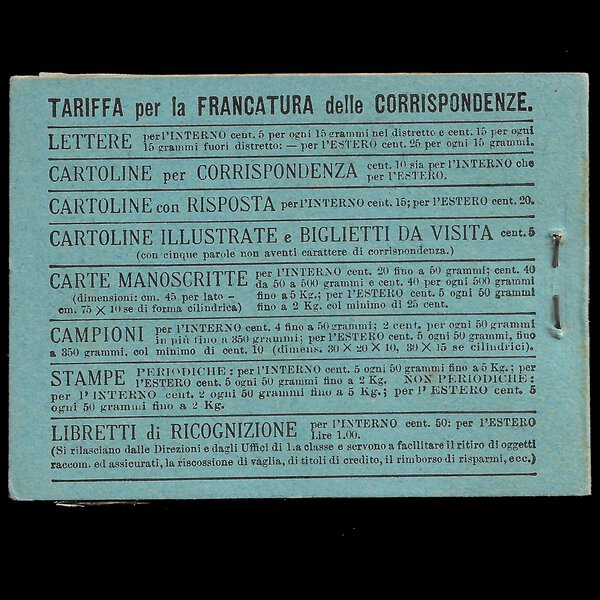 TARIFFA per la FRANCATURA delle CORRISPONDENZE.
LETTERE per l'INTERNO cent. 5 per ogni 15 grammi nel distretto e cent. 15 per ogni
15 grammi fuori distretto: — per l'ESTERO cent. 25 per ogni 15 grammi.
CARTOLINE per CORRISPONDENZA cent. 10 sia per l'INTERNO che
per l'ESTERO.
CARTOLINE con RISPOSTA per l'INTERNO cent. 15; per l'ESTERO cent. 20.
CARTOLINE ILLUSTRATE e BIGLIETTI DA VISITA cent. 5
(con cinque parole non aventi carattere di corrispondenza.)
CARTE MANOSCRITTE per l'INTERNO cent. 20 fino a 50 grammi; cent. 40
da 50 a 500 grammi e cent. 40 per ogni 500 grammi
(dimensioni: cm. 45 per lato – fino a 5 Kg.; per l'ESTERO cent. 5 ogni 50 grammi
cm. 75 × 10 se di forma cilindrica) fino a 2 Kg. col minimo di 25 cent.
CAMPIONI per l'INTERNO cent. 4 fino a 50 grammi; 2 cent. per ogni 50 grammi
in più fino a 350 grammi; per l'ESTERO cent. 5 ogni 50 grammi, fino
a 350 grammi, col minimo di cent. 10 (dimens. 30 × 20 × 10, 30 × 15 se cilindrici).
STAMPE PERIODICHE: per l'INTERNO cent. 5 ogni 50 grammi fino a 5 Kg.; per
l'ESTERO cent. 5 ogni 50 grammi fino a 2 Kg. NON PERIODICHE:
per l'INTERNO cent. 2 ogni 50 grammi fino a 5 Kg.; per l'ESTERO cent. 5
ogni 50 grammi fino a 2 Kg.
LIBRETTI di RICOGNIZIONE per l'INTERNO cent. 50: per l'ESTERO
Lire 1.00.
(Si rilasciano dalle Direzioni e dagli Uffici di 1.a classe e servono a facilitare il ritiro di oggetti
raccom. ed assicurati, la riscossione di vaglia, di titoli di credito, il rimborso di risparmi, ecc.)